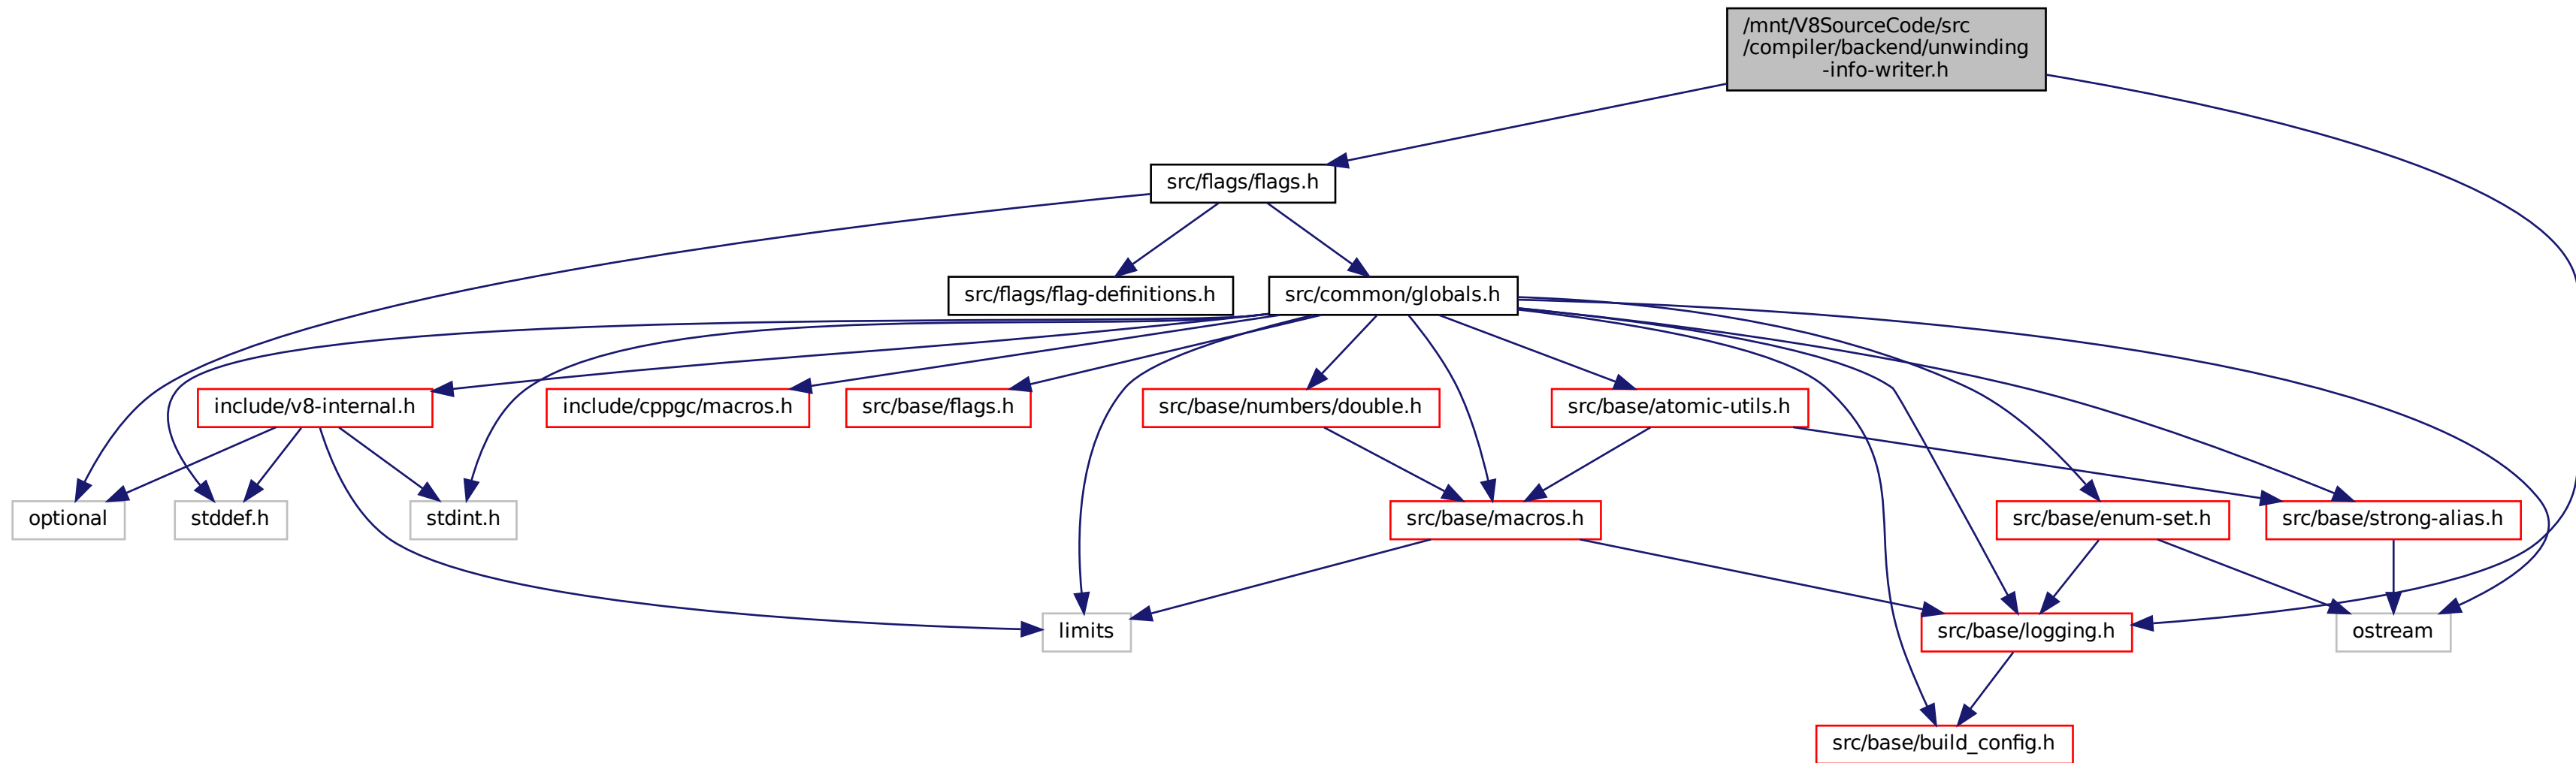 /mnt/V8SourceCode/src
/compiler/backend/unwinding
-info-writer.h
src/flags/flags.h
src/flags/flag-definitions.h
src/common/globals.h
include/v8-internal.h
include/cppgc/macros.h
src/base/flags.h
src/base/numbers/double.h
src/base/atomic-utils.h
optional
stddef.h
stdint.h
src/base/macros.h
src/base/enum-set.h
src/base/strong-alias.h
limits
src/base/logging.h
ostream
src/base/build_config.h